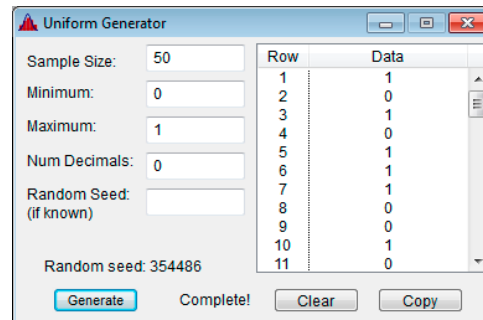 Uniform Generator
Sample Size: 50
Minimum: 0
Maximum: 1
Num Decimals: 0
Random Seed:
(if known)
Random seed: 354486
Generate Complete! Clear Copy
Row Data
1 1
2 0
3 1
4 0
5 1
6 1
7 1
8 0
9 0
10 1
11 0